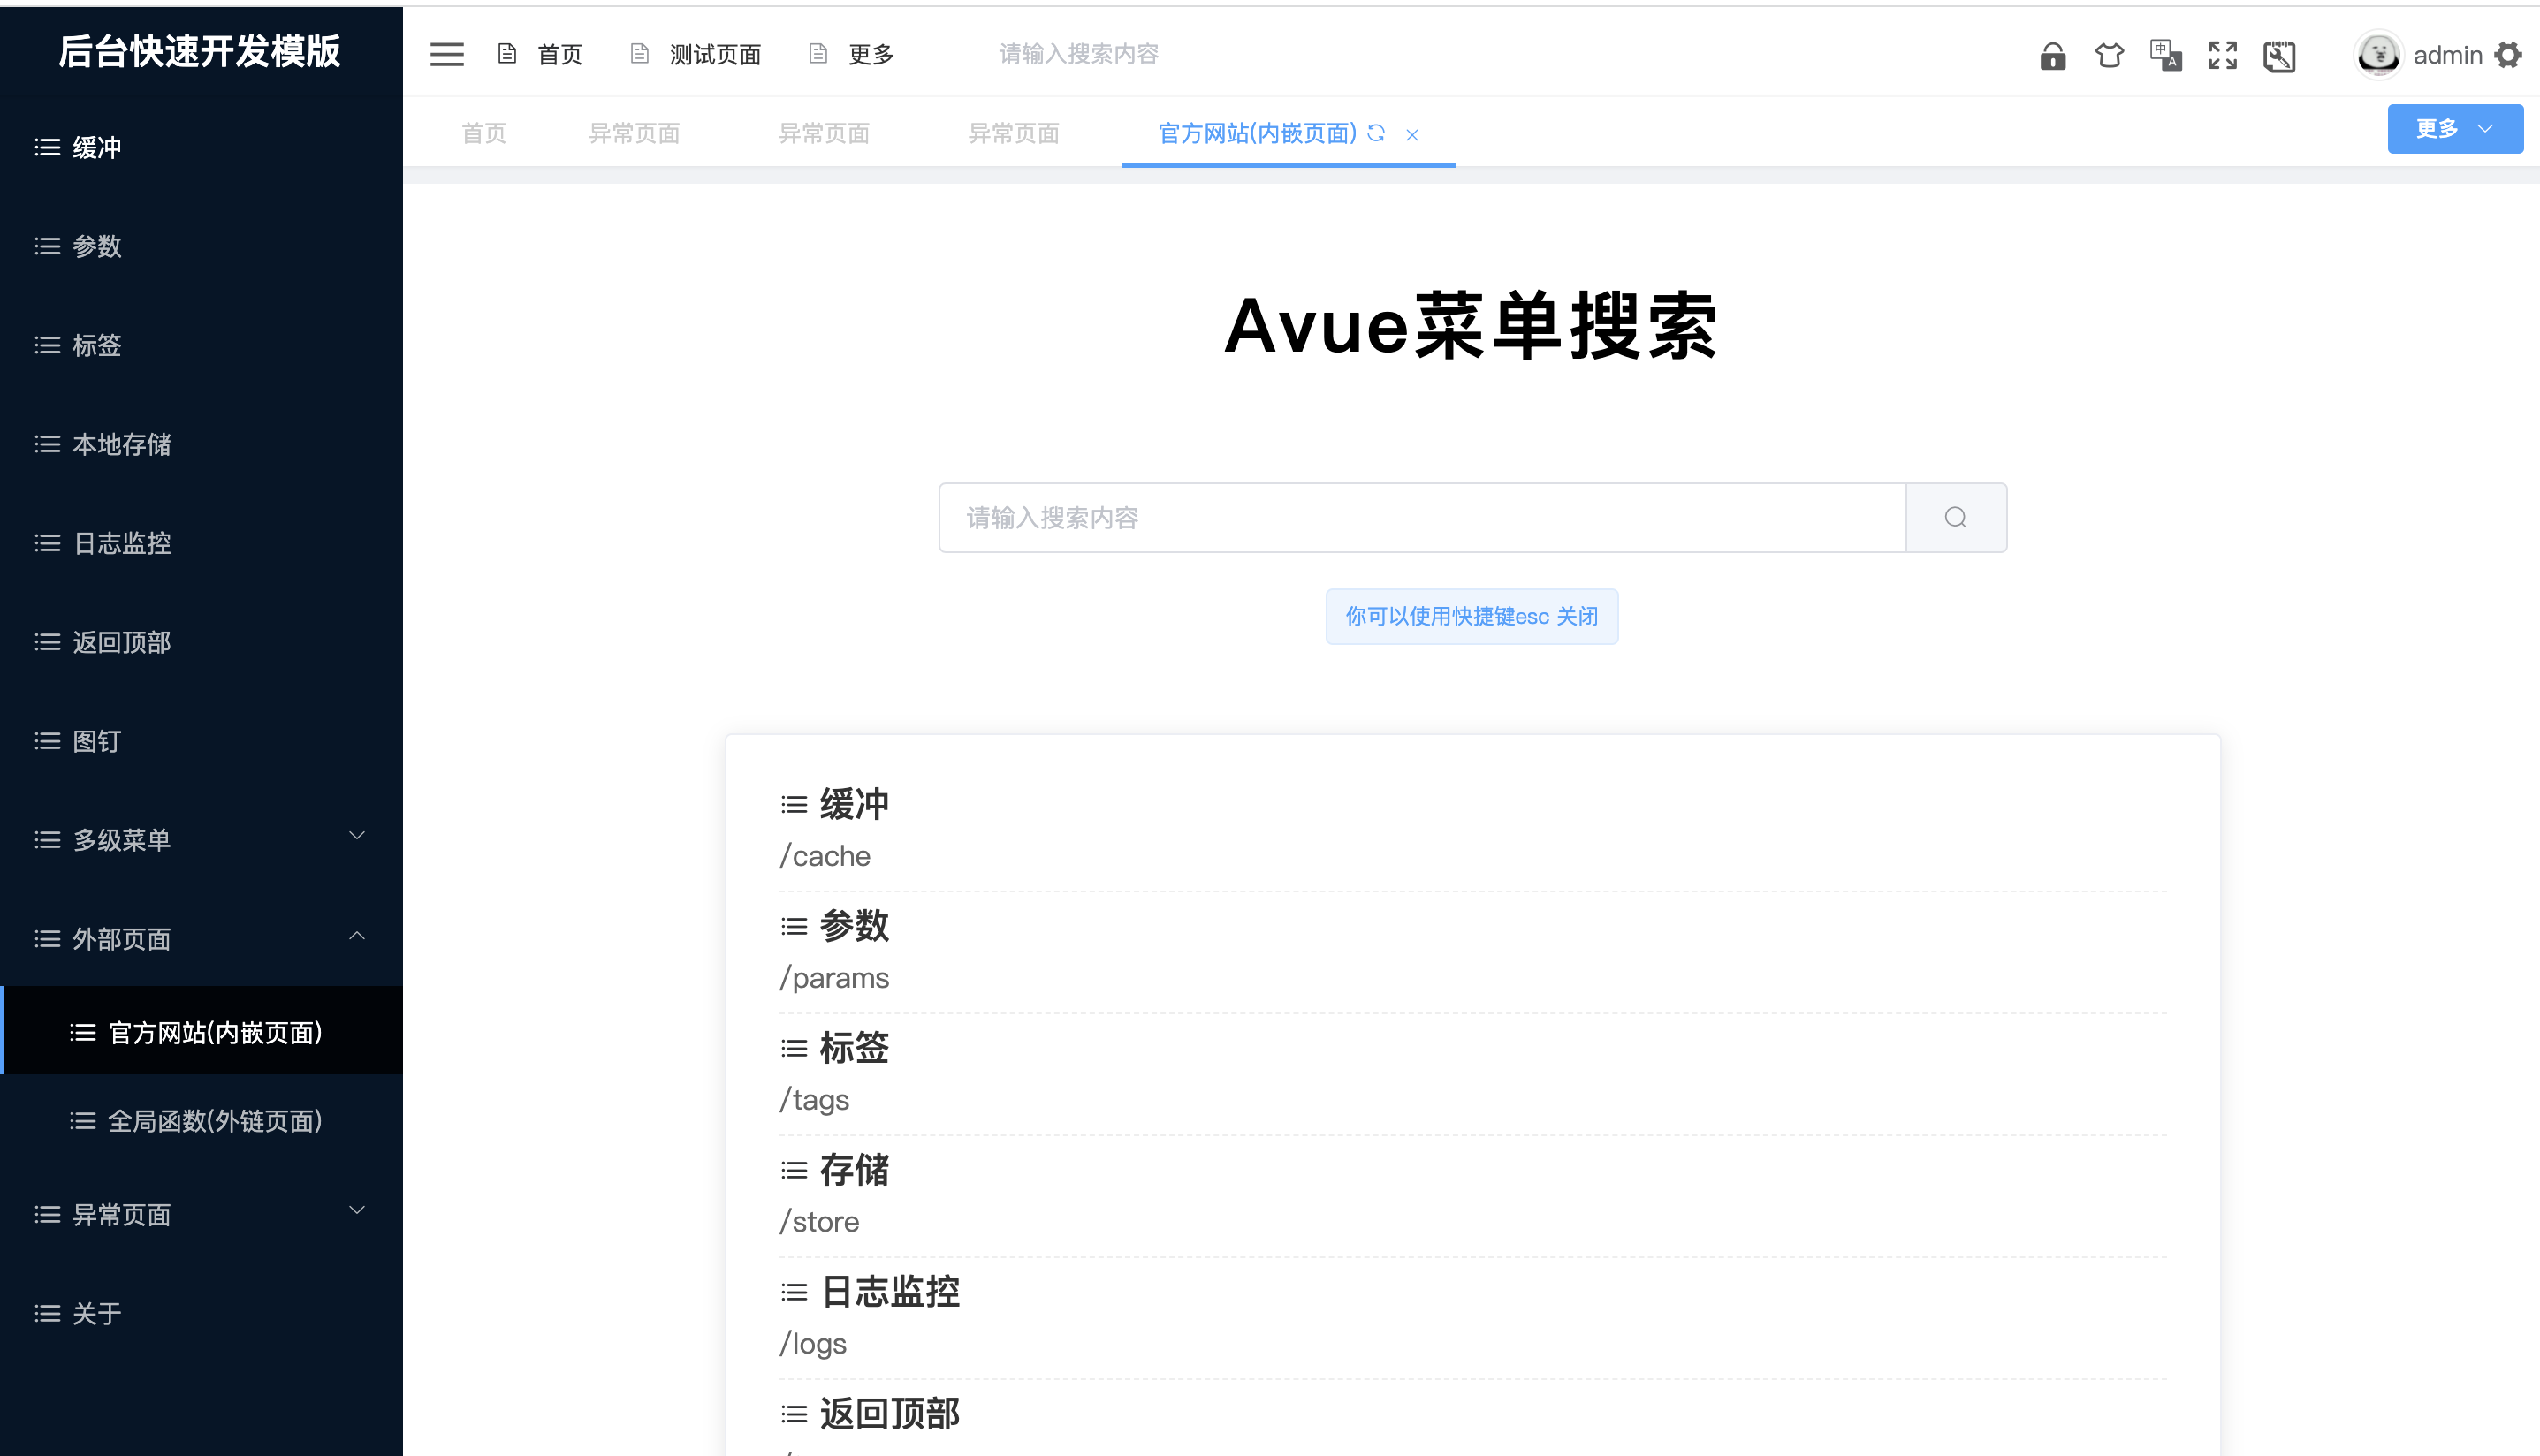 后台快速开发模版
首页 测试页面 更多 请输入搜索内容 中 A admin
首页 异常页面 异常页面 异常页面 官方网站(内嵌页面) 更多
缓冲
参数
标签
本地存储
日志监控
返回顶部
图钉
多级菜单
外部页面
官方网站(内嵌页面)
全局函数(外链页面)
异常页面
关于
Avue菜单搜索
请输入搜索内容
你可以使用快捷键esc 关闭
缓冲
/cache
参数
/params
标签
/tags
存储
/store
日志监控
/logs
返回顶部